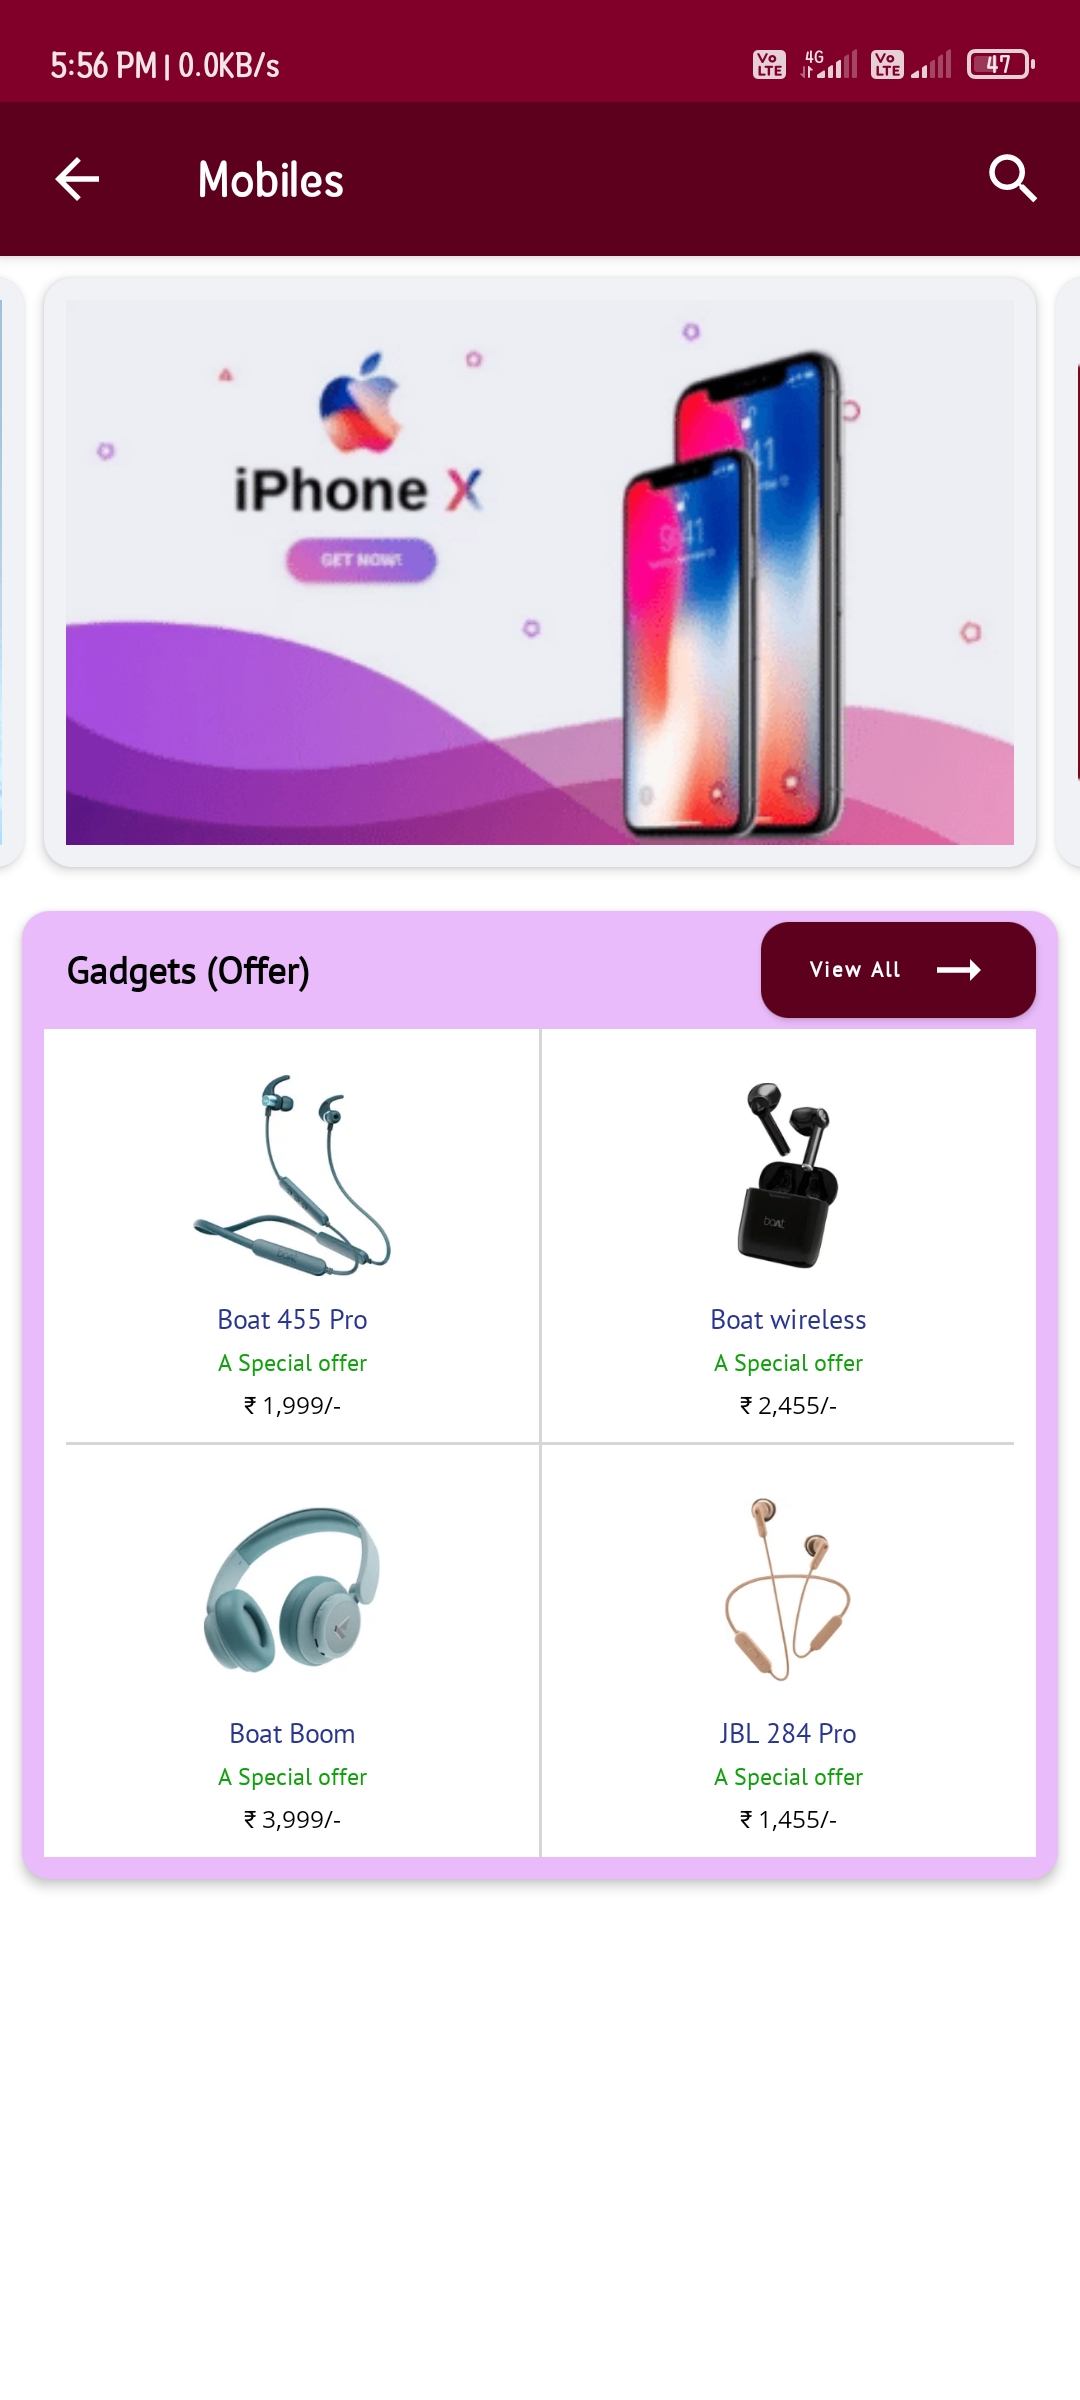 5:56 PM | 0.0KB/s
Vo LTE 4G Vo LTE 47
Mobiles
iPhone X
GET NOW!
9:41
Gadgets (Offer)
View All
boAt
Boat 455 Pro
Boat wireless
A Special offer
A Special offer
₹ 1,999/-
₹ 2,455/-
Boat Boom
JBL 284 Pro
A Special offer
A Special offer
₹ 3,999/-
₹ 1,455/-